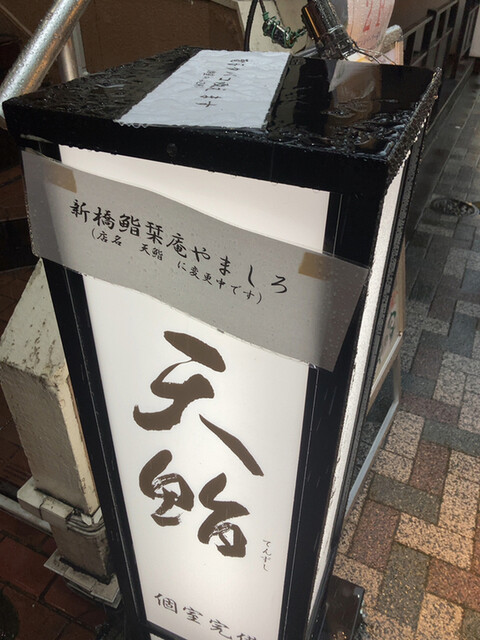 新橋鮨栞庵やましろ
(店名 天鮨 に変更中です)
天鮨
てんずし
個室完備